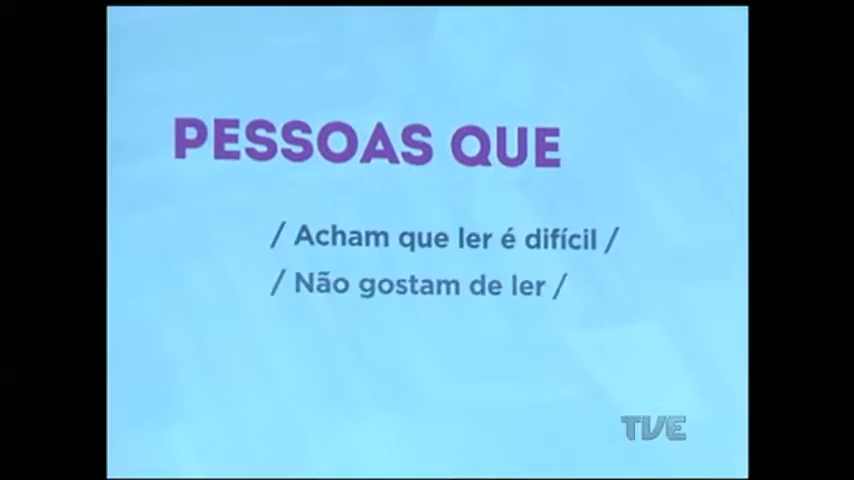 PESSOAS QUE
/ Acham que ler é difícil /
/ Não gostam de ler /
TVE